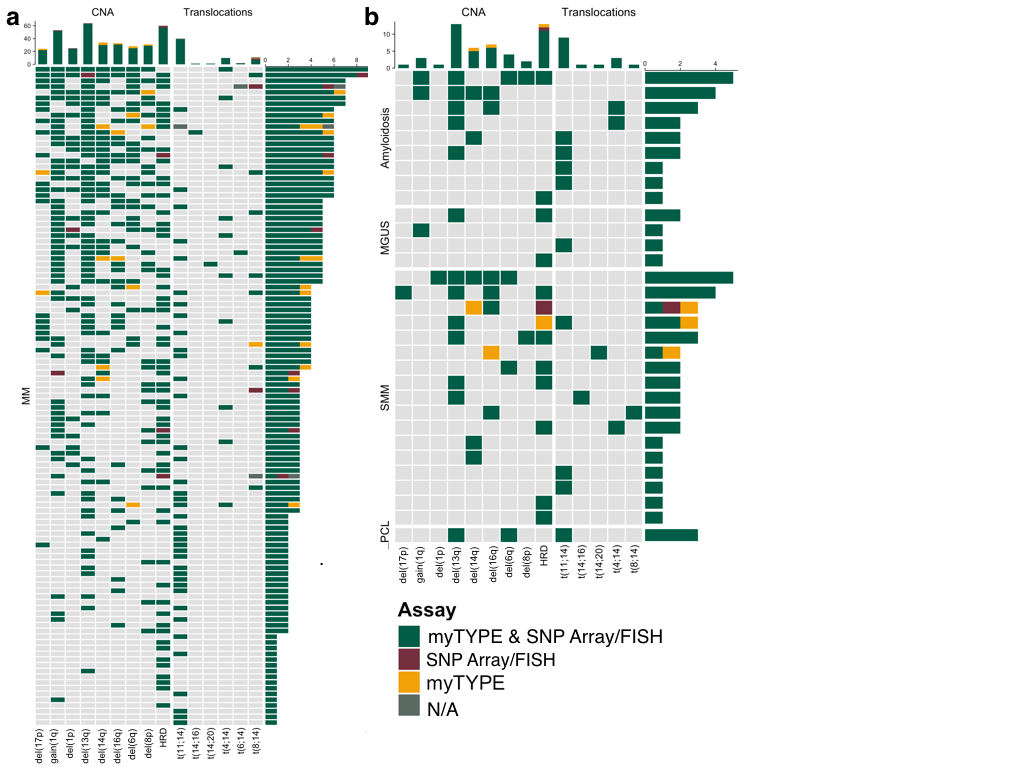 a
CNA
Translocations
60
40
20
0
0 2 4 6 8
MM
del(17p)
gain(1q)
del(1p)
del(13q)
del(14q)
del(16q)
del(6q)
del(8p)
HRD
t(11;14)
t(14;16)
t(14;20)
t(4;14)
t(6;14)
t(8;14)
b
CNA
Translocations
10
5
0
0 2 4
Amyloidosis
MGUS
SMM
PCL
del(17p)
gain(1q)
del(1p)
del(13q)
del(14q)
del(16q)
del(6q)
del(8p)
HRD
t(11;14)
t(14;16)
t(14;20)
t(4;14)
t(8;14)
Assay
myTYPE & SNP Array/FISH
SNP Array/FISH
myTYPE
N/A